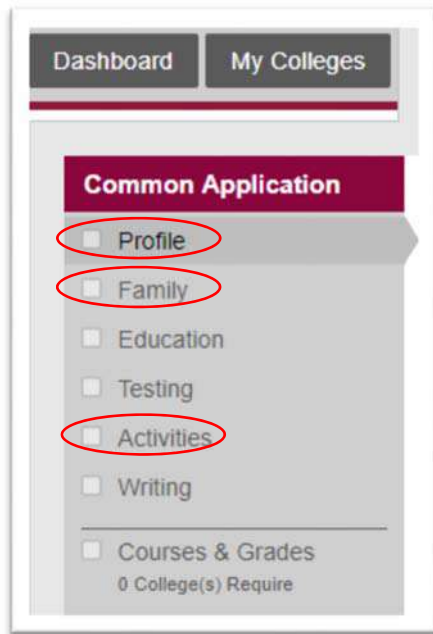 Dashboard My Colleges
Common Application
Profile
Family
Education
Testing
Activities
Writing
Courses & Grades
0 College(s) Require